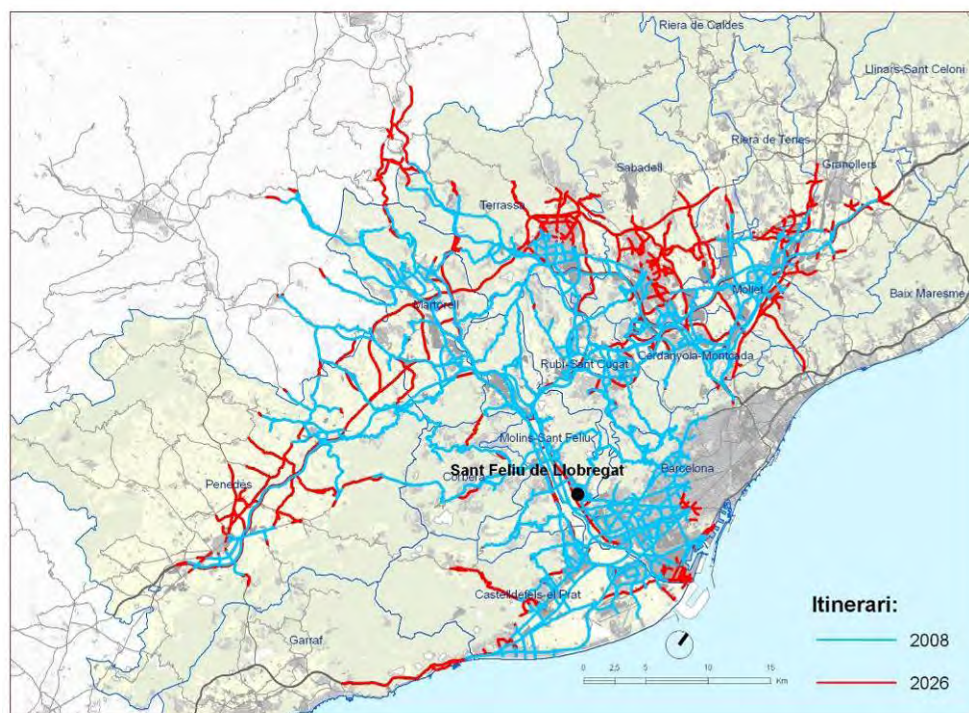 Riera de Caldes
Llinars-Sant Celoni
Riera de Tenes
Granollers
Sabadell
Terrassa
Mollet
Baix Maresme
Martorell
Cerdanyola-Montcada
Rubí-Sant Cugat
Molins-Sant Feliu
Sant Feliu de Llobregat
Barcelona
Corbera
Penedès
Castelldefels-el Prat
Garraf
Itinerari:
2008
2026
0 2,5 5 10 15
Km